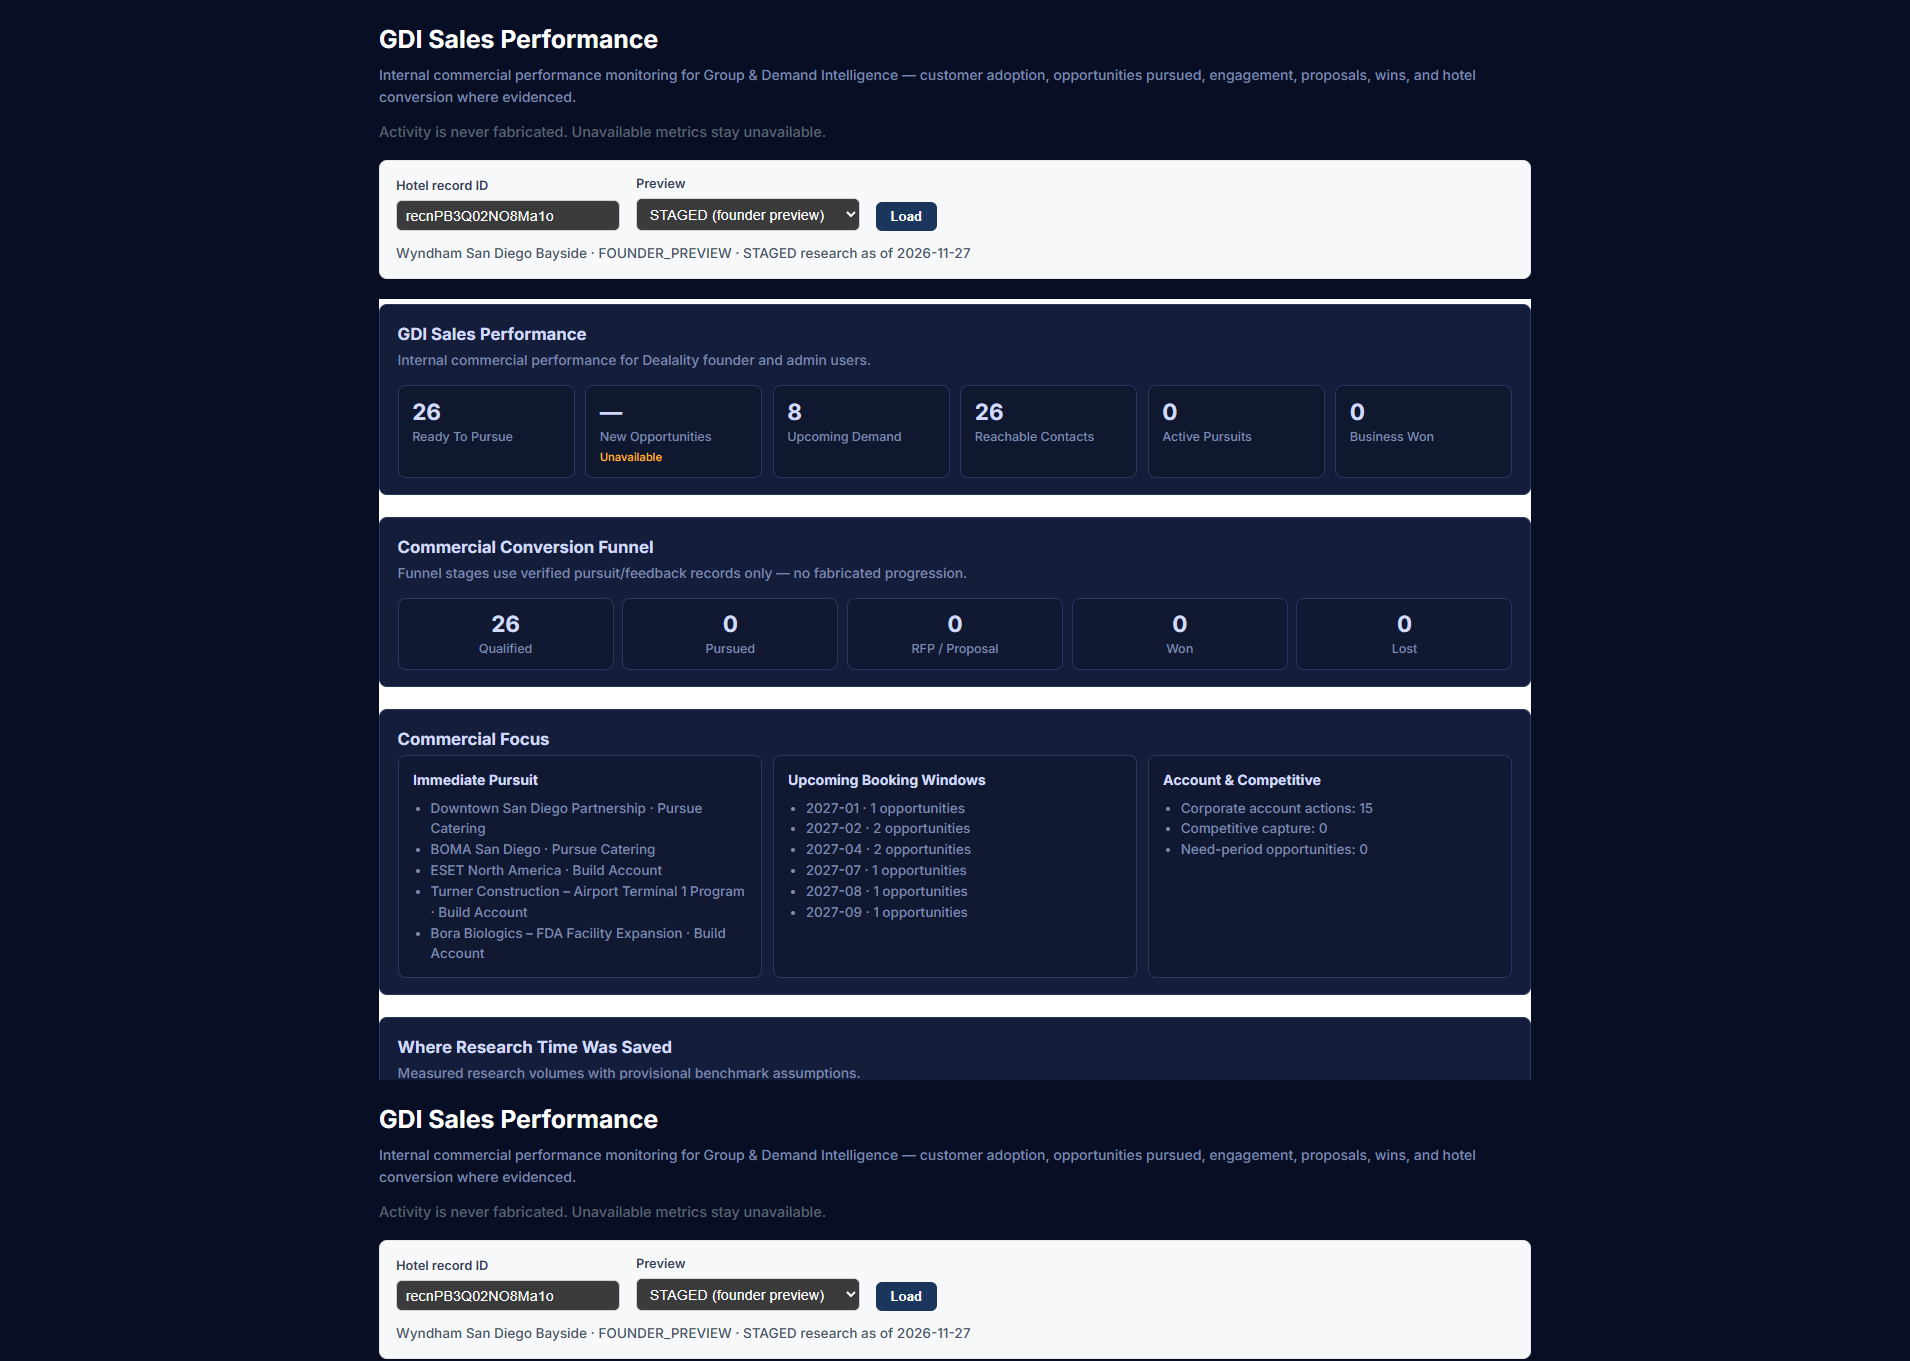 GDI Sales Performance
Internal commercial performance monitoring for Group & Demand Intelligence — customer adoption, opportunities pursued, engagement, proposals, wins, and hotel
conversion where evidenced.
Activity is never fabricated. Unavailable metrics stay unavailable.
Hotel record ID
Preview
recnPB3Q02NO8Ma1o
STAGED (founder preview)
Load
Wyndham San Diego Bayside · FOUNDER_PREVIEW · STAGED research as of 2026-11-27
GDI Sales Performance
Internal commercial performance for Dealality founder and admin users.
26
Ready To Pursue
—
New Opportunities
Unavailable
8
Upcoming Demand
26
Reachable Contacts
0
Active Pursuits
0
Business Won
Commercial Conversion Funnel
Funnel stages use verified pursuit/feedback records only — no fabricated progression.
26
Qualified
0
Pursued
0
RFP / Proposal
0
Won
0
Lost
Commercial Focus
Immediate Pursuit
• Downtown San Diego Partnership · Pursue
Catering
• BOMA San Diego · Pursue Catering
• ESET North America · Build Account
• Turner Construction – Airport Terminal 1 Program
· Build Account
• Bora Biologics – FDA Facility Expansion · Build
Account
Upcoming Booking Windows
• 2027-01 · 1 opportunities
• 2027-02 · 2 opportunities
• 2027-04 · 2 opportunities
• 2027-07 · 1 opportunities
• 2027-08 · 1 opportunities
• 2027-09 · 1 opportunities
Account & Competitive
• Corporate account actions: 15
• Competitive capture: 0
• Need-period opportunities: 0
Where Research Time Was Saved
Measured research volumes with provisional benchmark assumptions.
GDI Sales Performance
Internal commercial performance monitoring for Group & Demand Intelligence — customer adoption, opportunities pursued, engagement, proposals, wins, and hotel
conversion where evidenced.
Activity is never fabricated. Unavailable metrics stay unavailable.
Hotel record ID
Preview
recnPB3Q02NO8Ma1o
STAGED (founder preview)
Load
Wyndham San Diego Bayside · FOUNDER_PREVIEW · STAGED research as of 2026-11-27